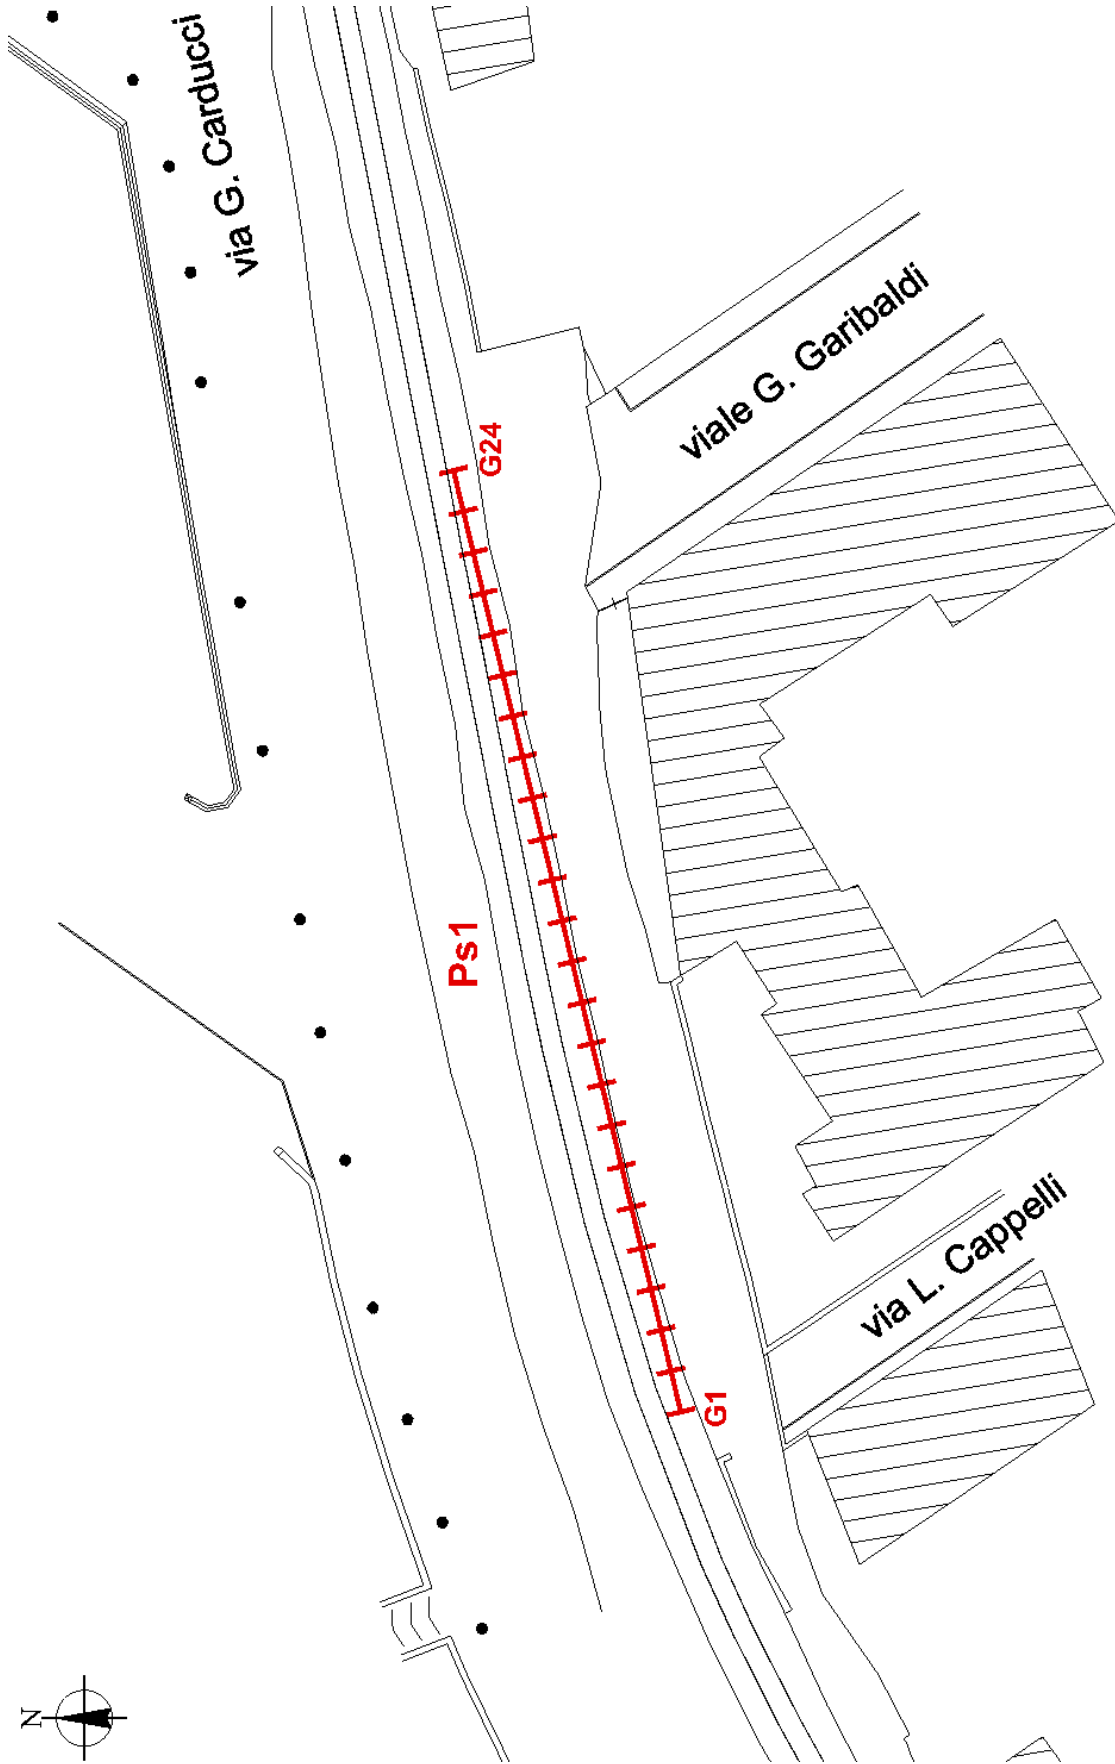 via G. Carducci
G24
viale G. Garibaldi
Ps1
via L. Cappelli
G1
N